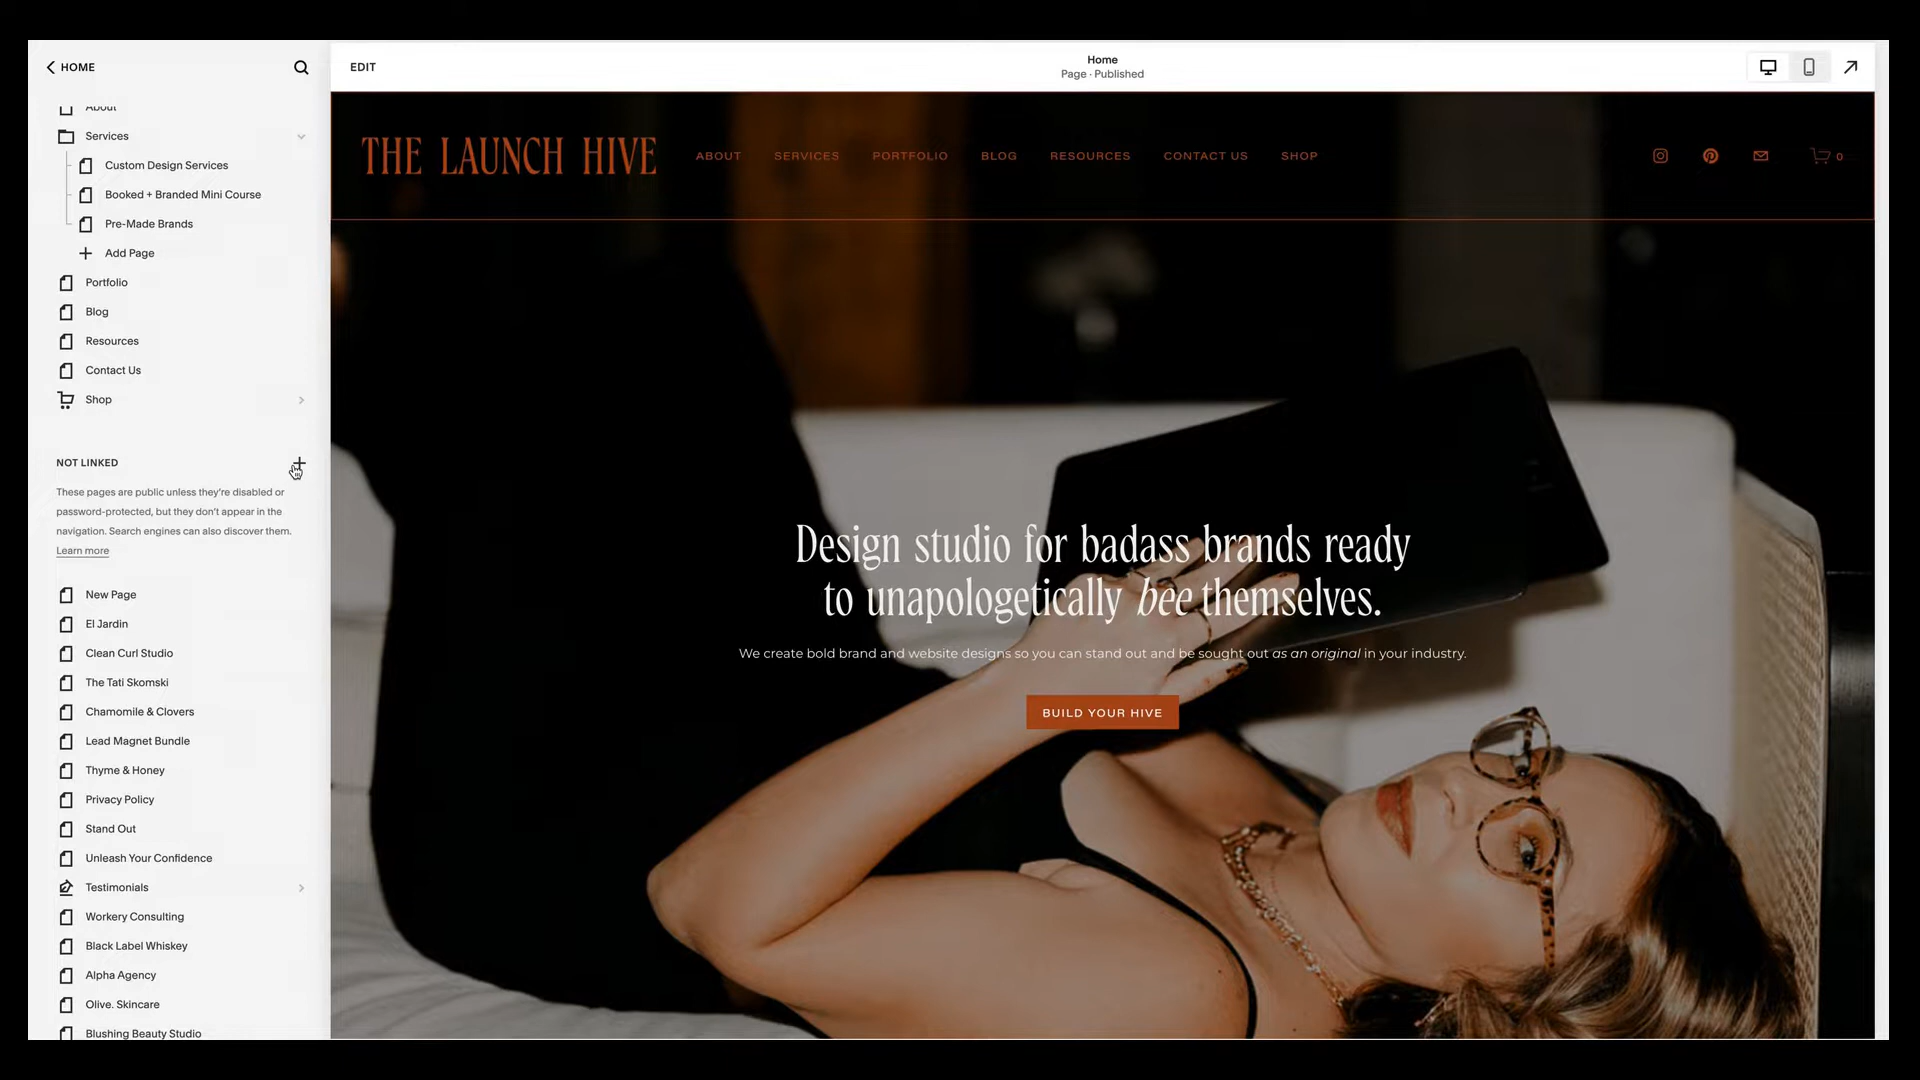 HOME
EDIT
Home
Page · Published
About
Services
Custom Design Services
Booked + Branded Mini Course
Pre-Made Brands
Add Page
Portfolio
Blog
Resources
Contact Us
Shop
NOT LINKED
These pages are public unless they're disabled or
password-protected, but they don't appear in the
navigation. Search engines can also discover them.
Learn more
New Page
El Jardin
Clean Curl Studio
The Tati Skomski
Chamomile & Clovers
Lead Magnet Bundle
Thyme & Honey
Privacy Policy
Stand Out
Unleash Your Confidence
Testimonials
Workery Consulting
Black Label Whiskey
Alpha Agency
Olive. Skincare
Blushing Beauty Studio
THE LAUNCH HIVE
ABOUT SERVICES PORTFOLIO BLOG RESOURCES CONTACT US SHOP
0
Design studio for badass brands ready
to unapologetically bee themselves.
We create bold brand and website designs so you can stand out and be sought out as an original in your industry.
BUILD YOUR HIVE